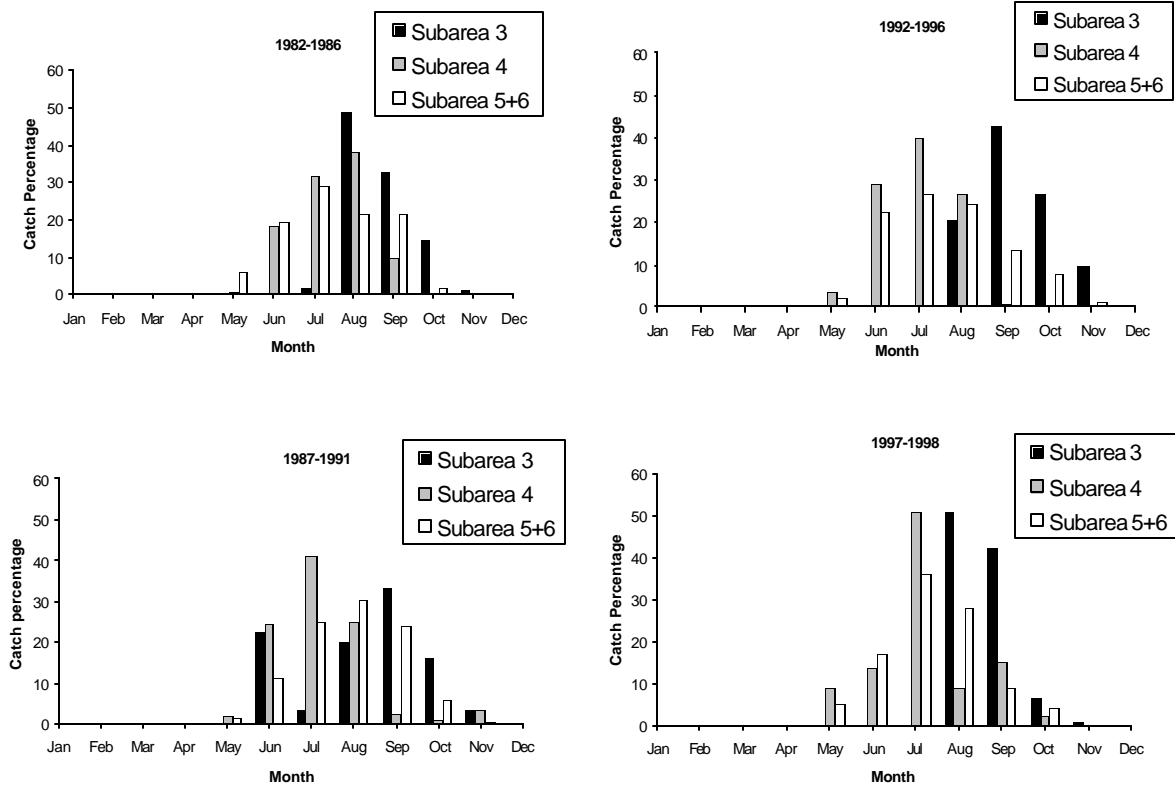 1982-1986
Subarea 3
Subarea 4
Subarea 5+6
Catch Percentage
60
50
40
30
20
10
0
Jan Feb Mar Apr May Jun Jul Aug Sep Oct Nov Dec
Month
1992-1996
Subarea 3
Subarea 4
Subarea 5+6
Catch Percentage
60
50
40
30
20
10
0
Jan Feb Mar Apr May Jun Jul Aug Sep Oct Nov Dec
Month
1987-1991
Subarea 3
Subarea 4
Subarea 5+6
Catch percentage
60
50
40
30
20
10
0
Jan Feb Mar Apr May Jun Jul Aug Sep Oct Nov Dec
Month
1997-1998
Subarea 3
Subarea 4
Subarea 5+6
Catch Percentage
60
50
40
30
20
10
0
Jan Feb Mar Apr May Jun Jul Aug Sep Oct Nov Dec
Month